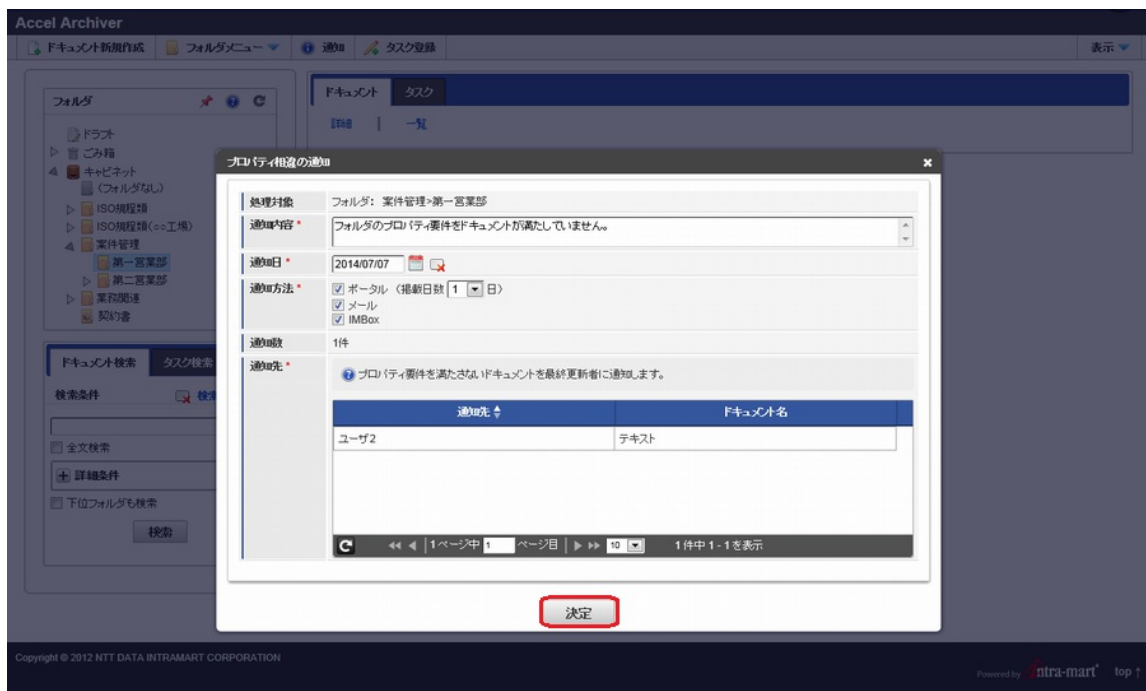 Accel Archiver
ドキュメント新規作成 フォルダメニュー 通知 タスク登録 表示
フォルダ
ドキュメント タスク
詳細 | 一覧
ドラフト
ごみ箱
キャビネット
(フォルダなし)
ISO規程類
ISO規程類(○○工場)
案件管理
第一営業部
第二営業部
業務関連
契約書
ドキュメント検索 タスク検索
検索条件
全文検索
詳細条件
下位フォルダも検索
検索
プロパティ相違の通知
処理対象 フォルダ: 案件管理>第一営業部
通知内容 * フォルダのプロパティ要件をドキュメントが満たしていません。
通知日 * 2014/07/07
通知方法 * ポータル (掲載日数 1 日)
メール
IMBox
通知数 1件
通知先 * プロパティ要件を満たさないドキュメントを最終更新者に通知します。
通知先 ドキュメント名
ユーザ2 テキスト
1ページ中 1 ページ目 10 1件中 1 - 1 を表示
決定
Copyright © 2012 NTT DATA INTRAMART CORPORATION
Powered by intra-mart top ↑